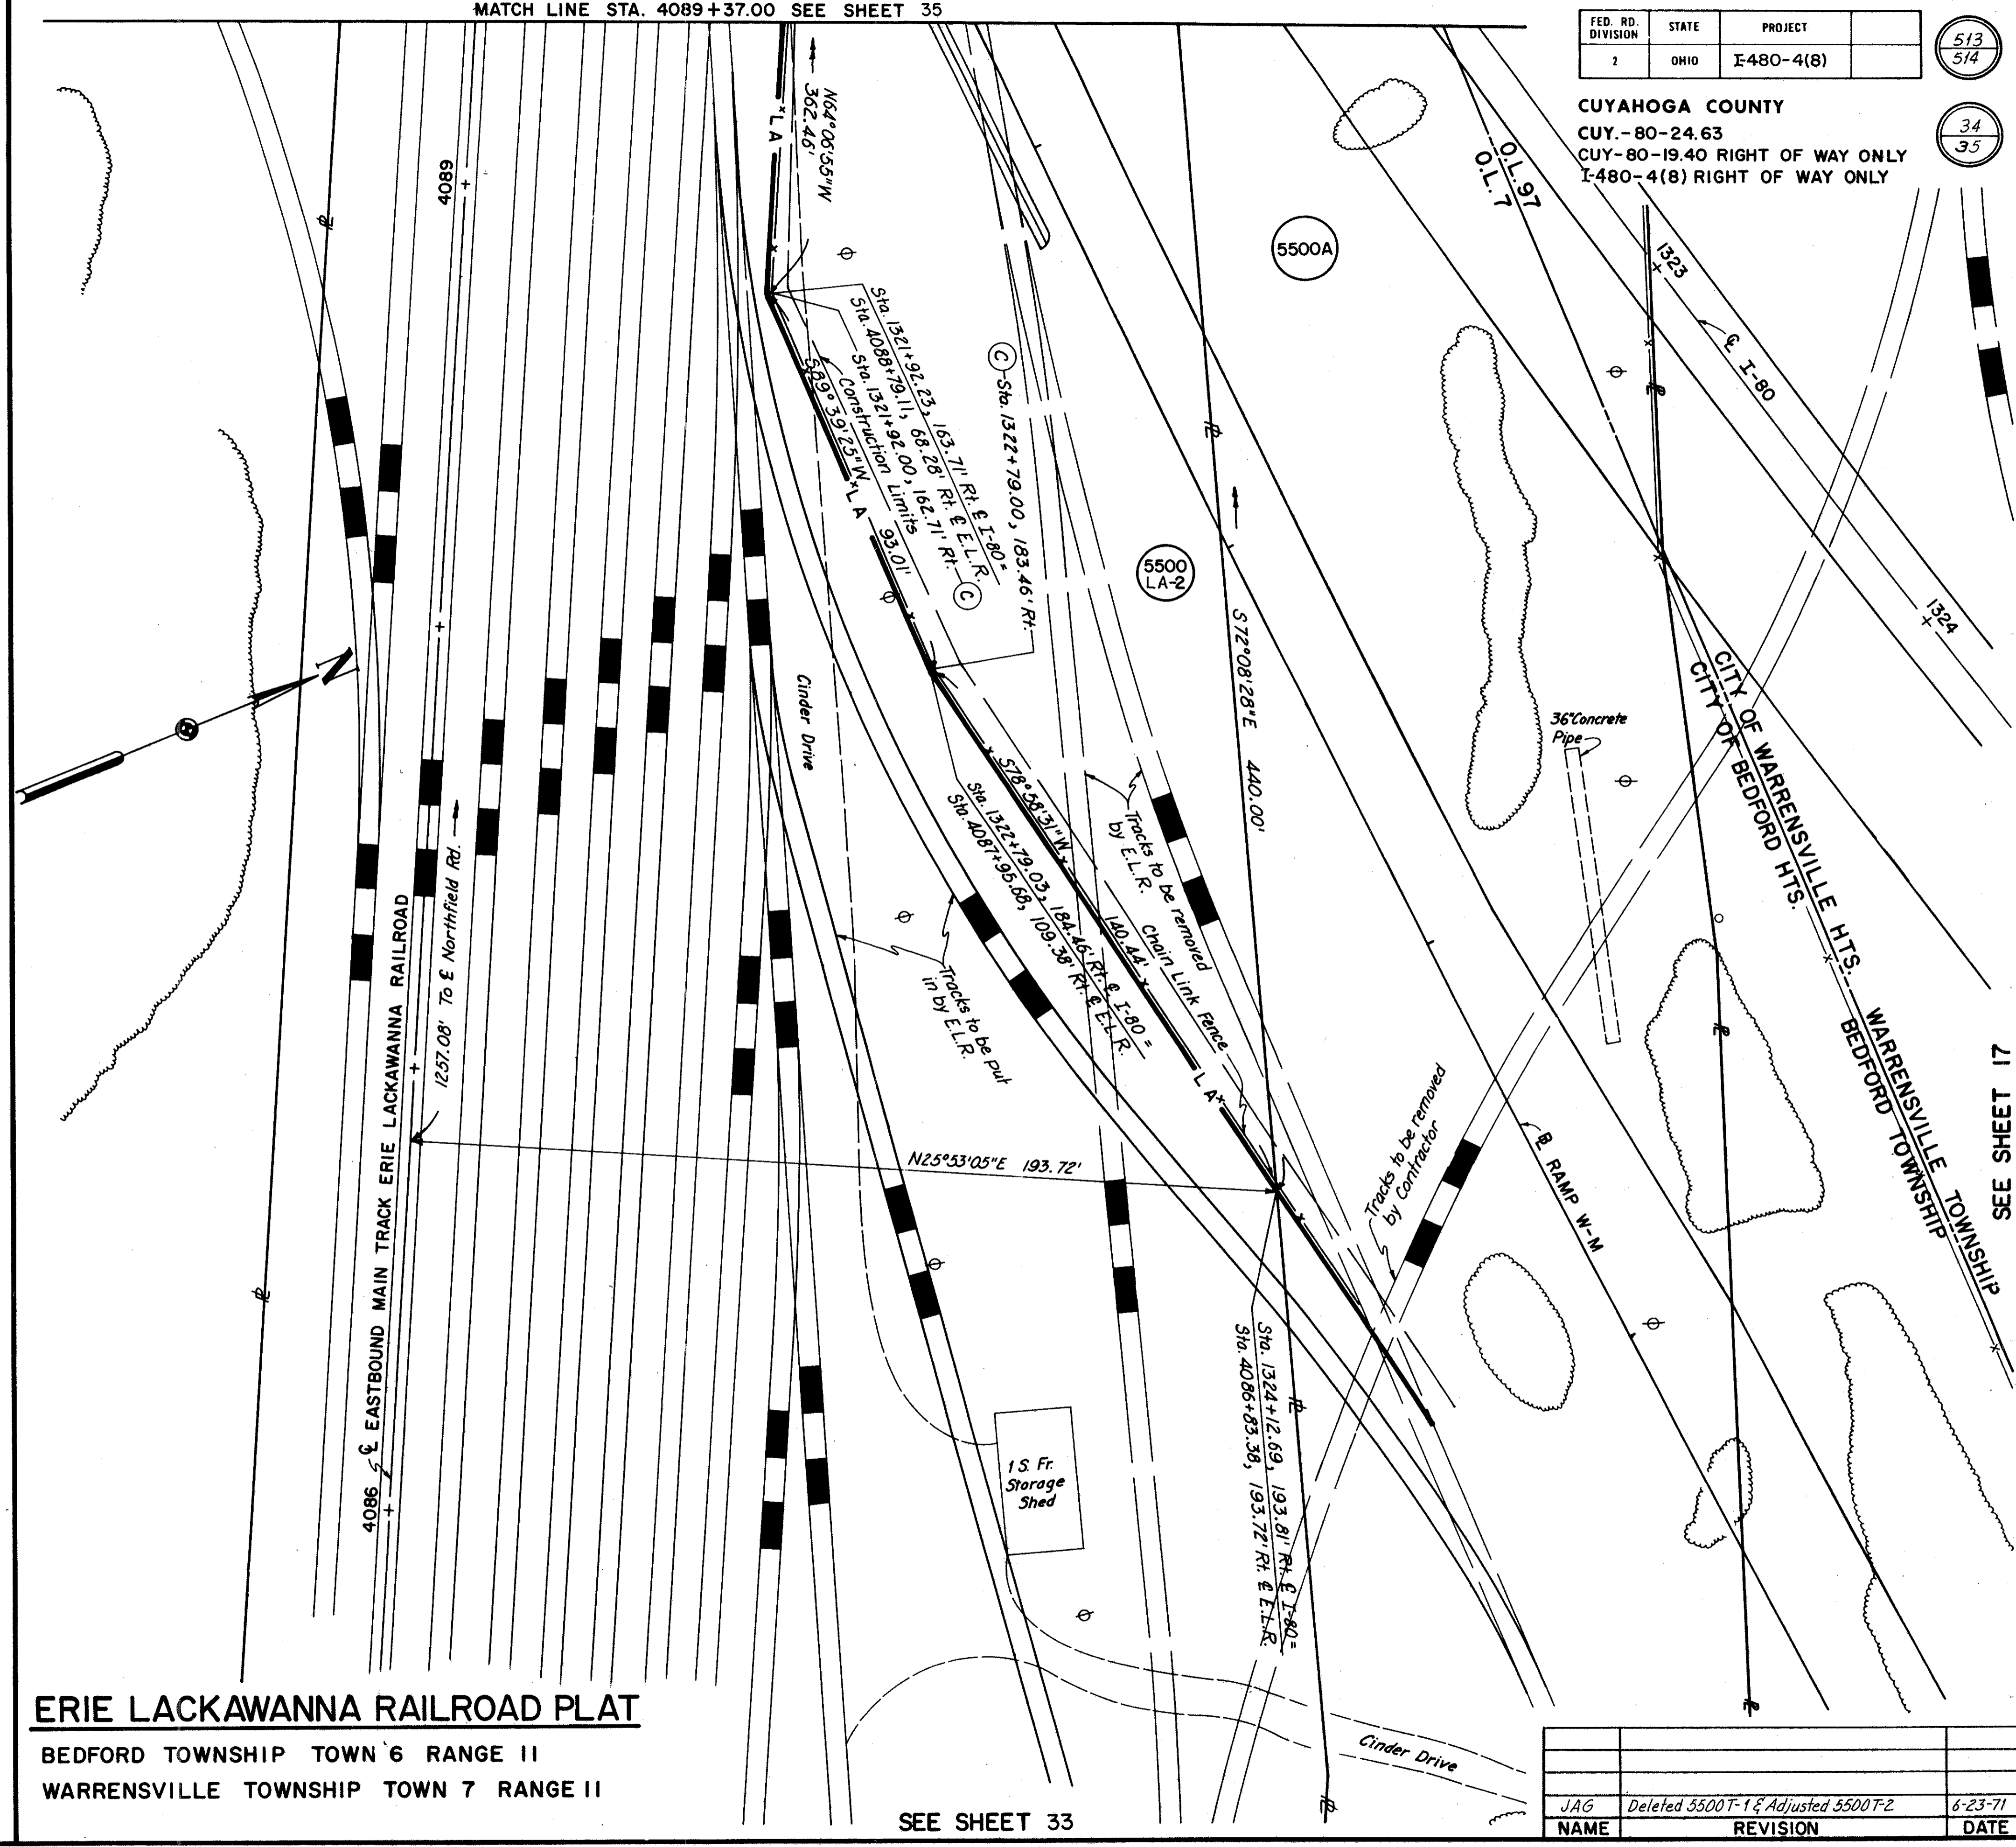 MATCH LINE STA. 4089+37.00 SEE SHEET 35
FED. RD. DIVISION
STATE
PROJECT
2
OHIO
I-480-4(8)
513
514
CUYAHOGA COUNTY
CUY.-80-24.63
CUY-80-19.40 RIGHT OF WAY ONLY
I-480-4(8) RIGHT OF WAY ONLY
34
35
4089
N64°06'55"W
362.46'
L A
O.L. 97
O.L. 7
5500A
1323
℄ I-80
1324
Sta. 1321+92.23, 163.71' Rt. ℄ I-80 =
Sta. 4088+79.11, 68.28' Rt. ℄ E.L.R.
Sta. 1321+92.00, 162.71' Rt. C
Construction Limits
S89°39'25"W
L A
93.01'
C Sta. 1322+79.00, 183.46' Rt.
5500
LA-2
S72°08'28"E 440.00'
N
Cinder Drive
36" Concrete
Pipe
CITY OF WARRENSVILLE HTS.
CITY OF BEDFORD HTS.
S78°58'31"W
140.44'
Sta. 1322+79.03, 184.46' Rt. ℄ I-80 =
Sta. 4087+95.68, 109.38' Rt. ℄ E.L.R.
Tracks to be removed
by E.L.R.
Chain Link Fence
L A
Tracks to be put
in by E.L.R.
1257.08' To ℄ Northfield Rd.
℄ EASTBOUND MAIN TRACK ERIE LACKAWANNA RAILROAD
4086
N25°53'05"E 193.72'
Tracks to be removed
by Contractor
B̵L RAMP W-M
WARRENSVILLE TOWNSHIP
BEDFORD TOWNSHIP
SEE SHEET 17
Sta. 1324+12.69, 193.81' Rt. ℄ I-80=
Sta. 4086+83.38, 193.72' Rt. ℄ E.L.R.
1 S. Fr.
Storage
Shed
Cinder Drive
ERIE LACKAWANNA RAILROAD PLAT
BEDFORD TOWNSHIP TOWN 6 RANGE 11
WARRENSVILLE TOWNSHIP TOWN 7 RANGE 11
SEE SHEET 33
JAG Deleted 5500T-1 & Adjusted 5500T-2 6-23-71
NAME REVISION DATE